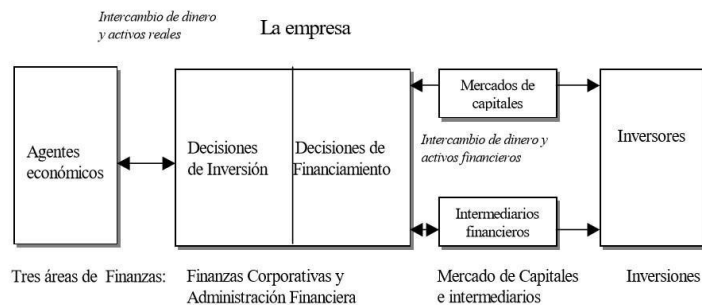 Intercambio de dinero
y activos reales
La empresa
Agentes
económicos
Decisiones
de Inversión
Decisiones de
Financiamiento
Mercados de
capitales
Intercambio de dinero y
activos financieros
Intermediarios
financieros
Inversores
Tres áreas de Finanzas:
Finanzas Corporativas y
Administración Financiera
Mercado de Capitales
e intermediarios
Inversiones